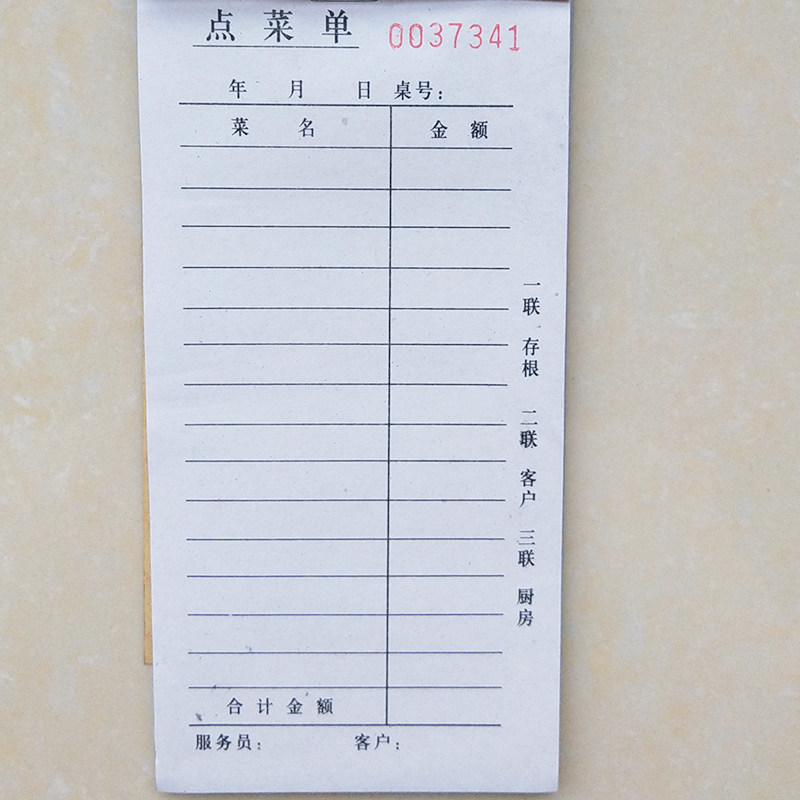 点菜单 0037341
年 月 日 桌号：
菜 名 金 额
合计金额
服务员： 客户：
一联 存根 二联 客户 三联 厨房